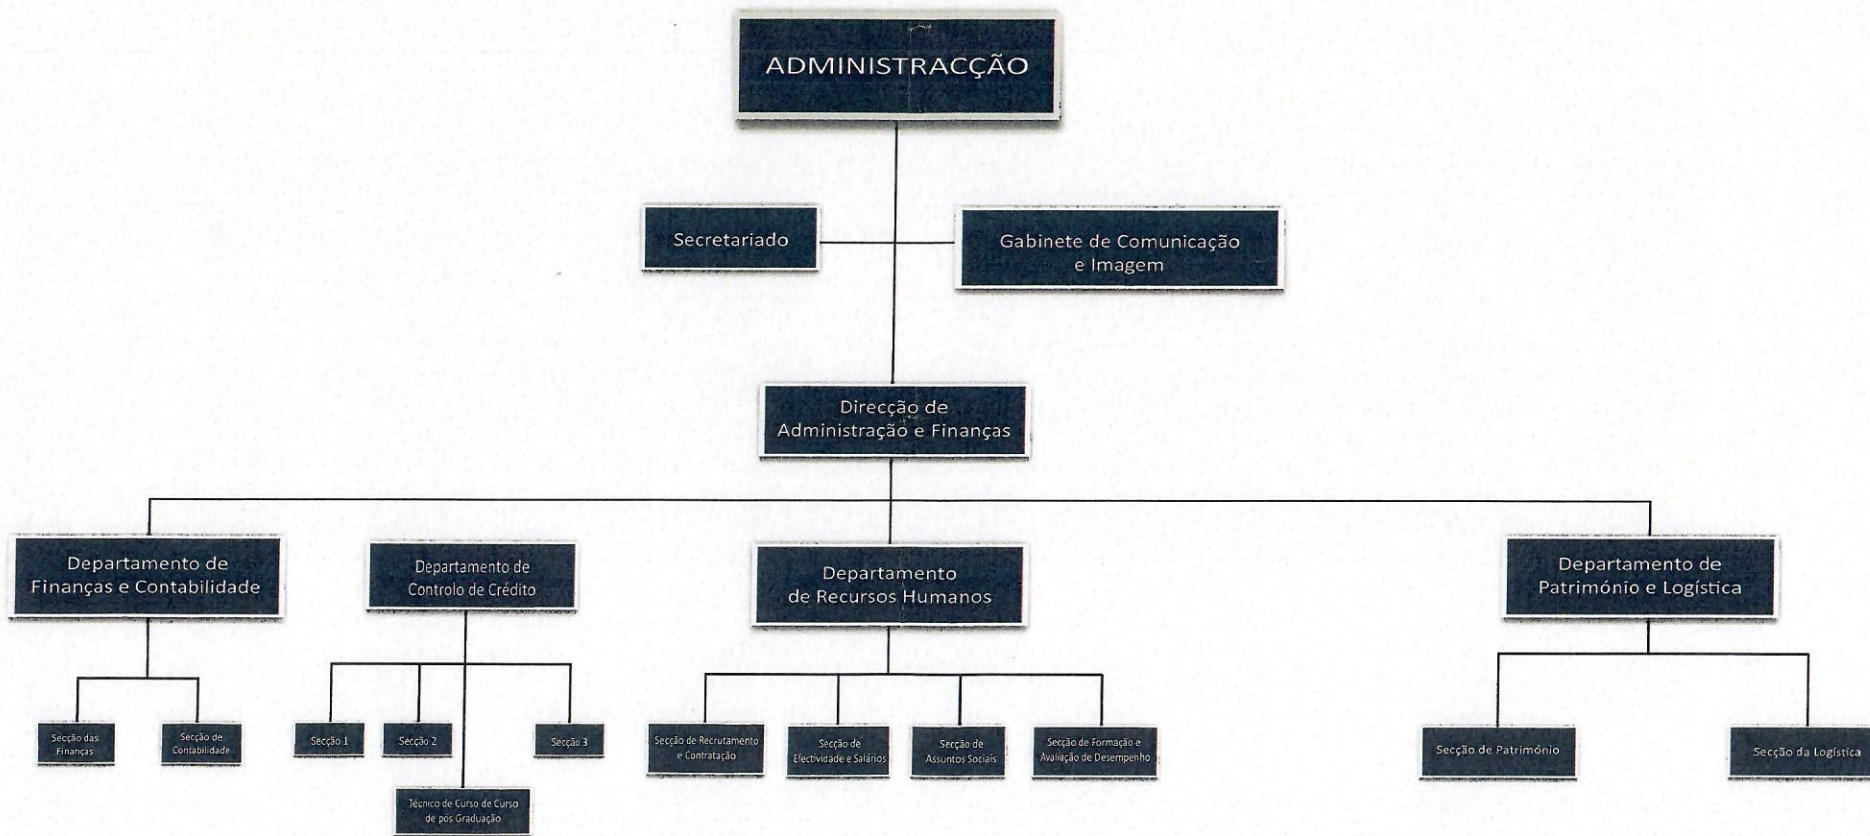 ADMINISTRACÇÃO
Secretariado
Gabinete de Comunicação
e Imagem
Direcção de
Administração e Finanças
Departamento de
Finanças e Contabilidade
Departamento de
Controlo de Crédito
Departamento
de Recursos Humanos
Departamento de
Património e Logística
Secção das
Finanças
Secção de
Contabilidade
Secção 1
Secção 2
Secção 3
Secção de Recrutamento
e Contratação
Secção de
Efectividade e Salários
Secção de
Assuntos Sociais
Secção de Formação e
Avaliação de Desempenho
Secção de Património
Secção da Logística
Técnico de Curso de Curso
de pós Graduação